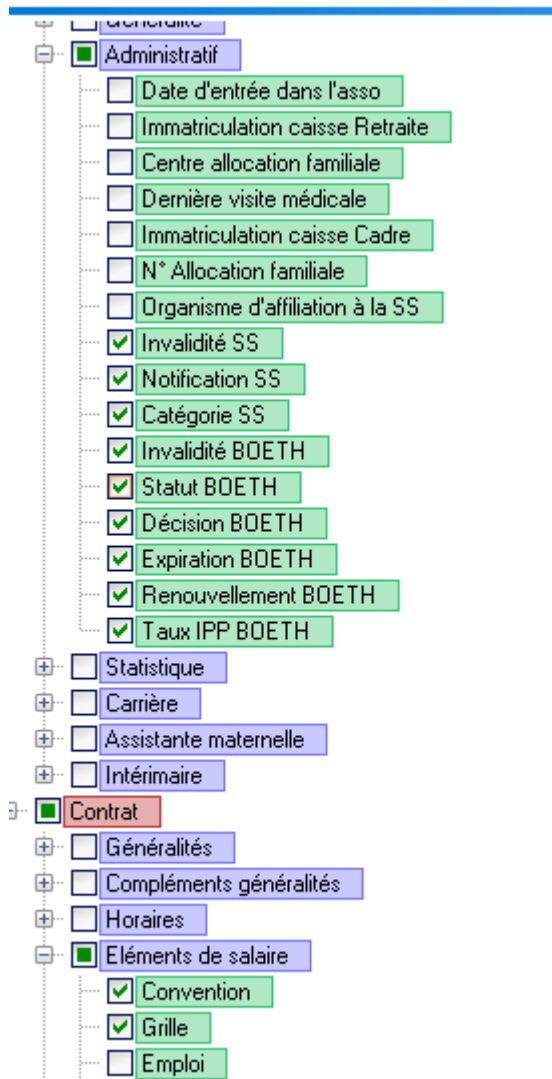 Généralité
Administratif
Date d'entrée dans l'asso
Immatriculation caisse Retraite
Centre allocation familiale
Dernière visite médicale
Immatriculation caisse Cadre
N° Allocation familiale
Organisme d'affiliation à la SS
Invalidité SS
Notification SS
Catégorie SS
Invalidité BOETH
Statut BOETH
Décision BOETH
Expiration BOETH
Renouvellement BOETH
Taux IPP BOETH
Statistique
Carrière
Assistante maternelle
Intérimaire
Contrat
Généralités
Compléments généralités
Horaires
Eléments de salaire
Convention
Grille
Emploi